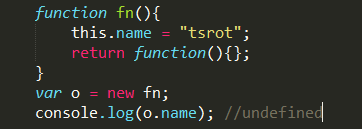 function fn(){
    this.name = "tsrot";
    return function(){};
}
var o = new fn;
console.log(o.name); //undefined